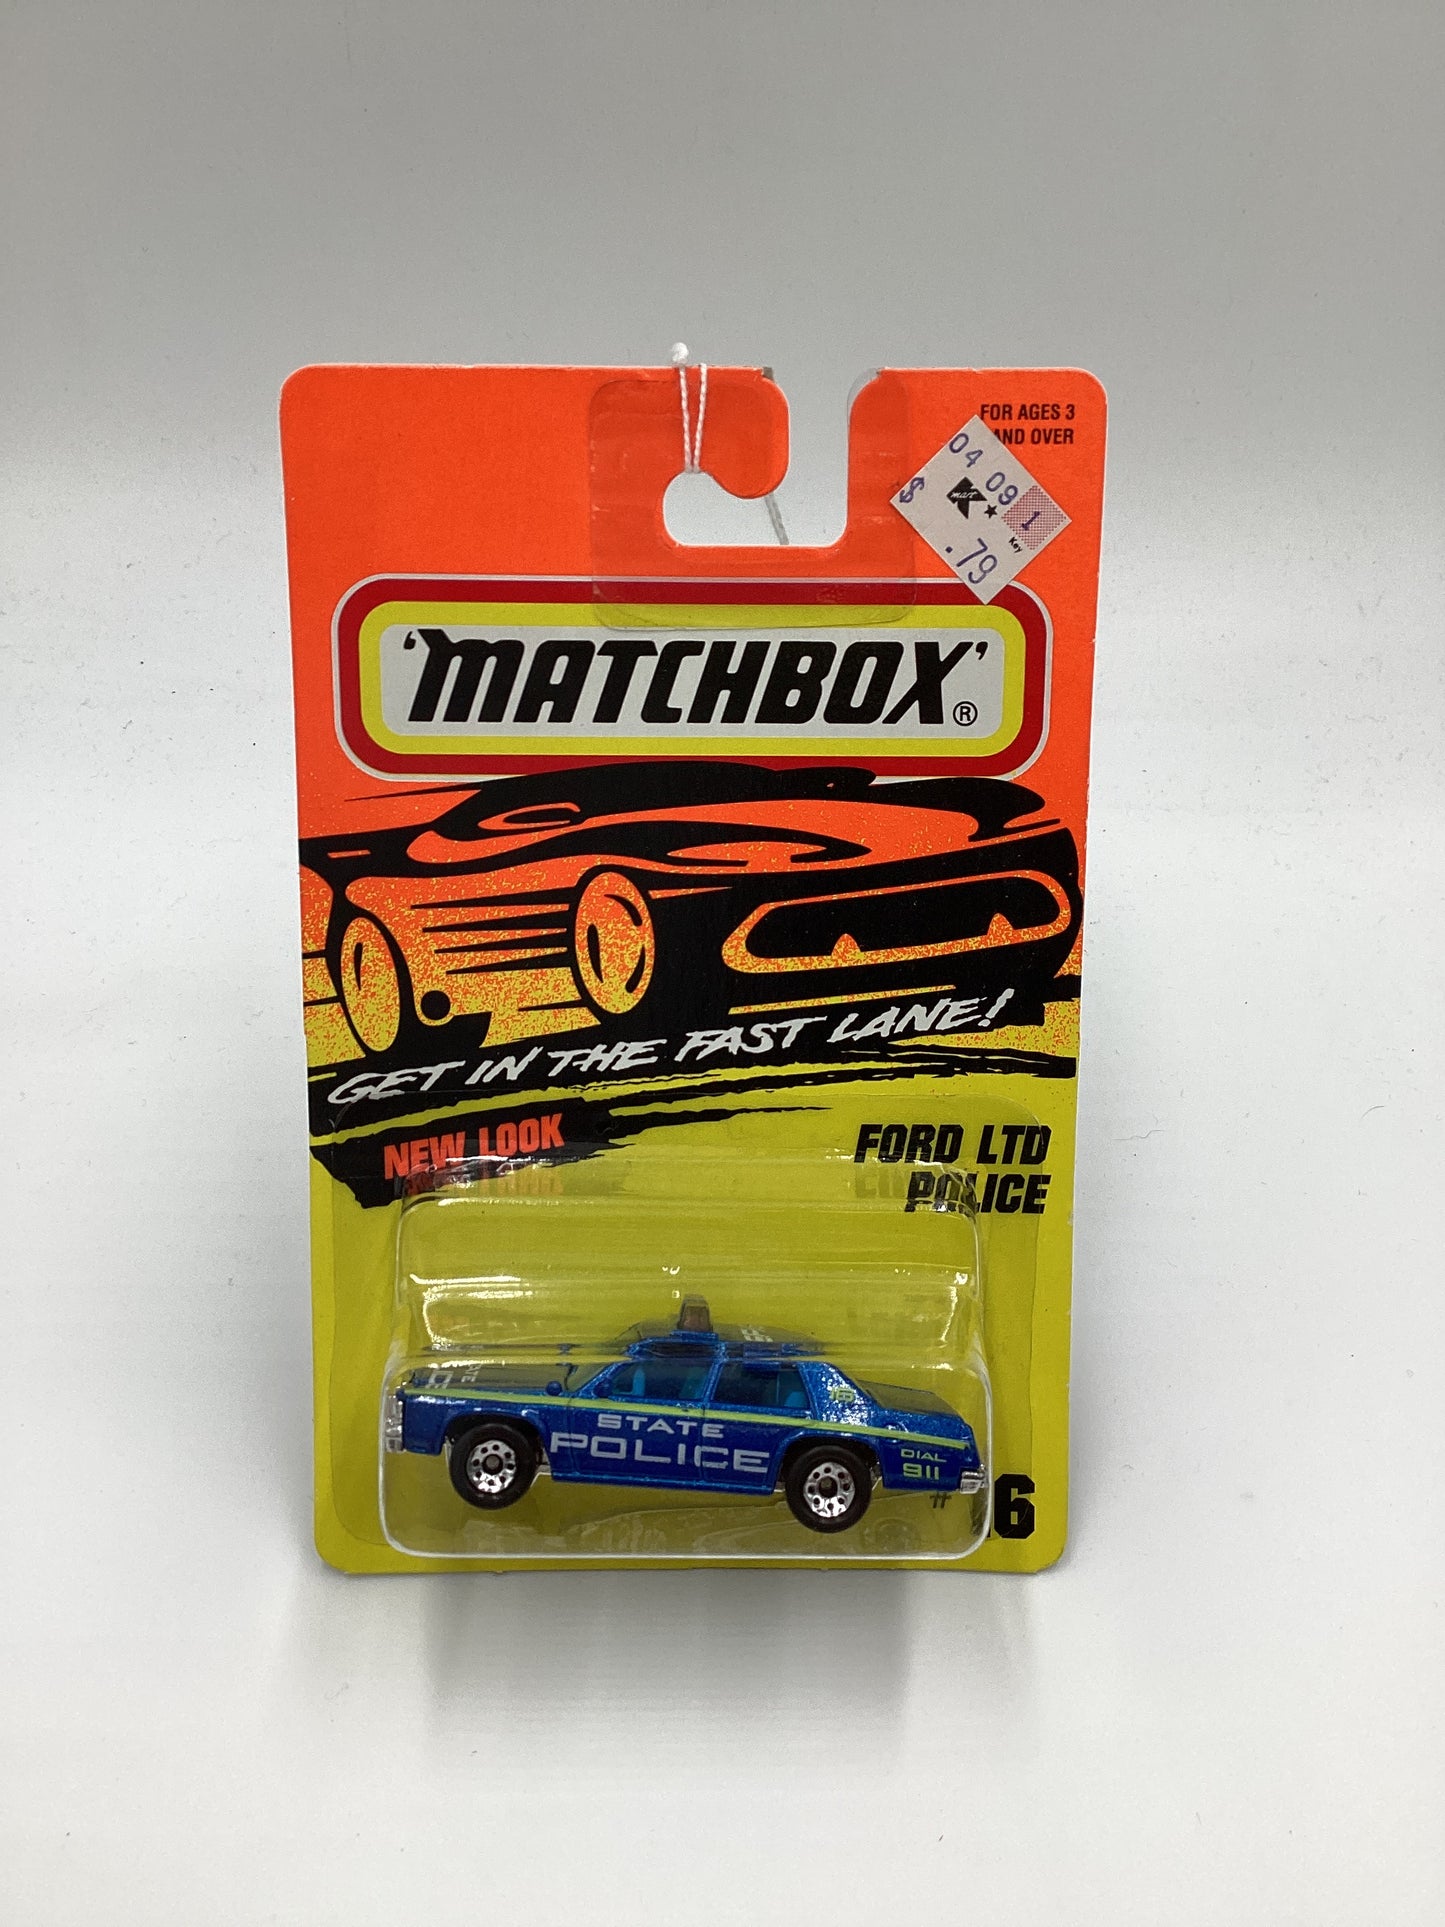 FOR AGES 3
AND OVER
04 09 1
$ Kmart Key
.79
'MATCHBOX'®
GET IN THE FAST LANE!
NEW LOOK
FORD LTD
POLICE
STATE
POLICE
DIAL
911
#